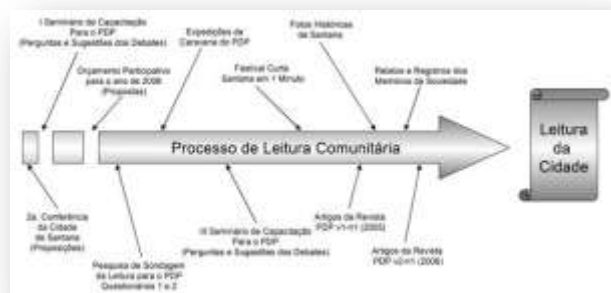 I Seminário de Capacitação
Para o PDP
(Perguntas e Sugestões dos Debates)
Orçamento Participativo
para o ano de 2006
(Propostas)
Expedições da
Caravana do PDP
Festival Curta
Santana em 1 Minuto
Fotos Históricas
de Santana
Relatos e Registros dos
Membros da Sociedade
Processo de Leitura Comunitária
Leitura
da
Cidade
2a. Conferência
da Cidade
de Santana
(Proposições)
Pesquisa de Sondagem
da Leitura para o PDP
Questionários 1 e 2
III Seminário de Capacitação
Para o PDP
(Perguntas e Sugestões dos Debates)
Artigos da Revista
PDP v1-n1 (2005)
Artigos da Revista
PDP v2-n1 (2006)